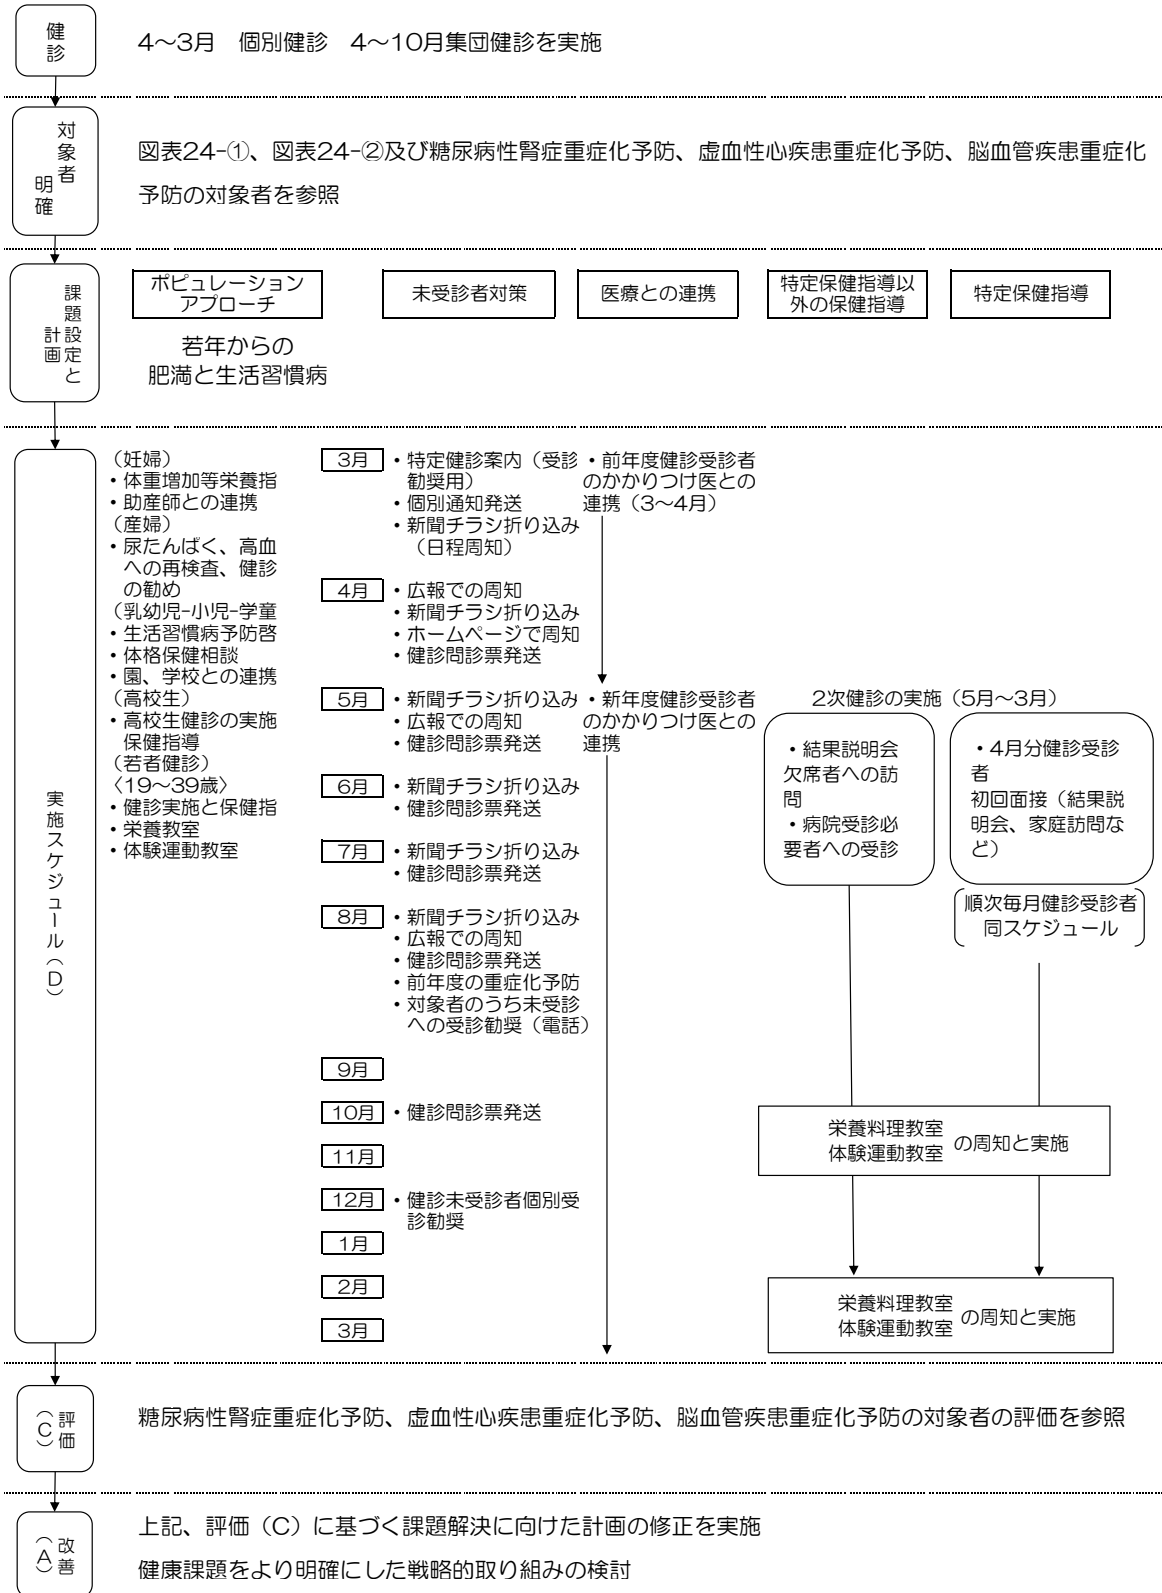 健診
4～3月　個別健診　4～10月集団健診を実施
対象者
明確
図表24-①、図表24-②及び糖尿病性腎症重症化予防、虚血性心疾患重症化予防、脳血管疾患重症化
予防の対象者を参照
課題設定と
計画
ポピュレーション
アプローチ
未受診者対策
医療との連携
特定保健指導以
外の保健指導
特定保健指導
若年からの
肥満と生活習慣病
実施スケジュール（D）
（妊婦）
・体重増加等栄養指
・助産師との連携
（産婦）
・尿たんぱく、高血
への再検査、健診
の勧め
（乳幼児-小児-学童
・生活習慣病予防啓
・体格保健相談
・園、学校との連携
（高校生）
・高校生健診の実施
保健指導
（若者健診）
〈19～39歳〉
・健診実施と保健指
・栄養教室
・体験運動教室
3月
・特定健診案内（受診
勧奨用）
・個別通知発送
・新聞チラシ折り込み
（日程周知）
4月
・広報での周知
・新聞チラシ折り込み
・ホームページで周知
・健診問診票発送
5月
・新聞チラシ折り込み
・広報での周知
・健診問診票発送
6月
・新聞チラシ折り込み
・健診問診票発送
7月
・新聞チラシ折り込み
・健診問診票発送
8月
・新聞チラシ折り込み
・広報での周知
・健診問診票発送
・前年度の重症化予防
・対象者のうち未受診
への受診勧奨（電話）
9月
10月
・健診問診票発送
11月
12月
・健診未受診者個別受
診勧奨
1月
2月
3月
・前年度健診受診者
のかかりつけ医との
連携（3～4月）
・新年度健診受診者
のかかりつけ医との
連携
2次健診の実施（5月～3月）
・結果説明会
欠席者への訪
問
・病院受診必
要者への受診
・4月分健診受診
者
初回面接（結果説
明会、家庭訪問な
ど）
順次毎月健診受診者
同スケジュール
栄養料理教室
体験運動教室
の周知と実施
栄養料理教室
体験運動教室
の周知と実施
評価
（C）
糖尿病性腎症重症化予防、虚血性心疾患重症化予防、脳血管疾患重症化予防の対象者の評価を参照
改善
（A）
上記、評価（C）に基づく課題解決に向けた計画の修正を実施
健康課題をより明確にした戦略的取り組みの検討